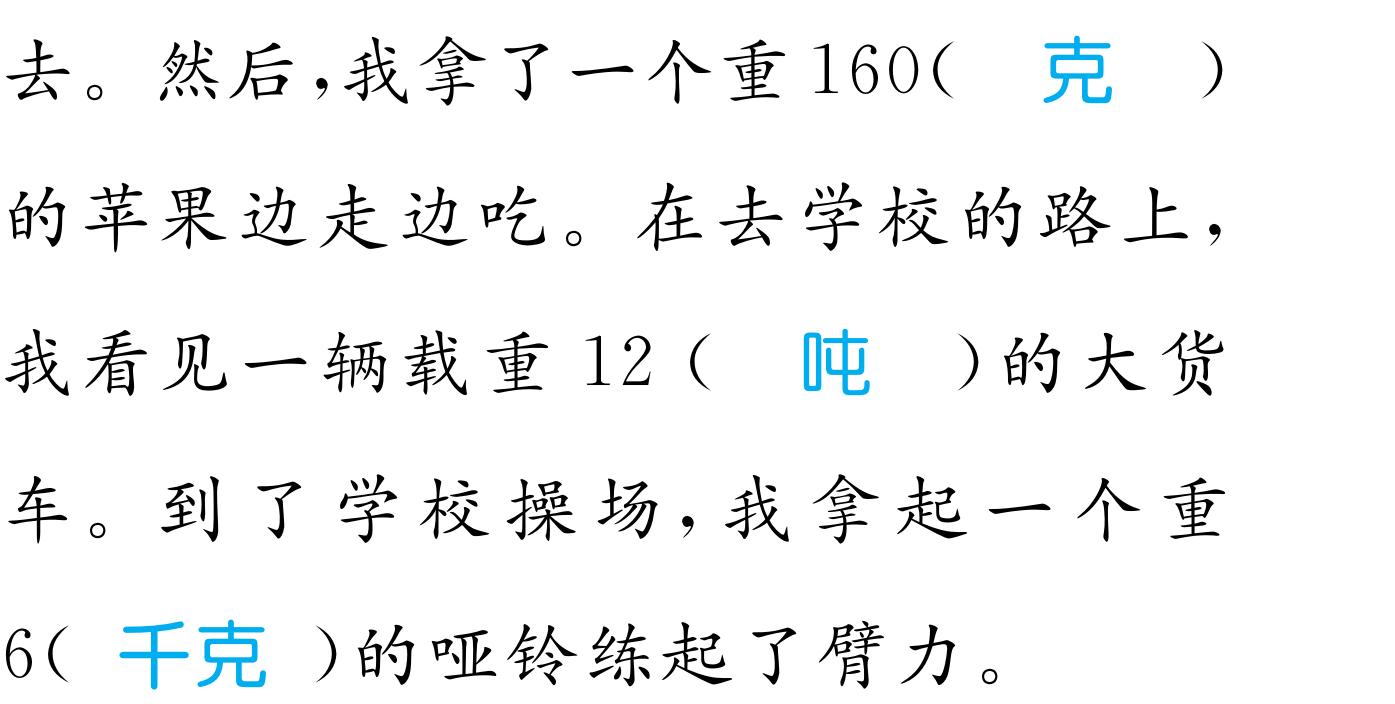 去。然后,我拿了一个重160( 克 )
的苹果边走边吃。在去学校的路上,
我看见一辆载重12( 吨 )的大货
车。到了学校操场,我拿起一个重
6( 千克 )的哑铃练起了臂力。